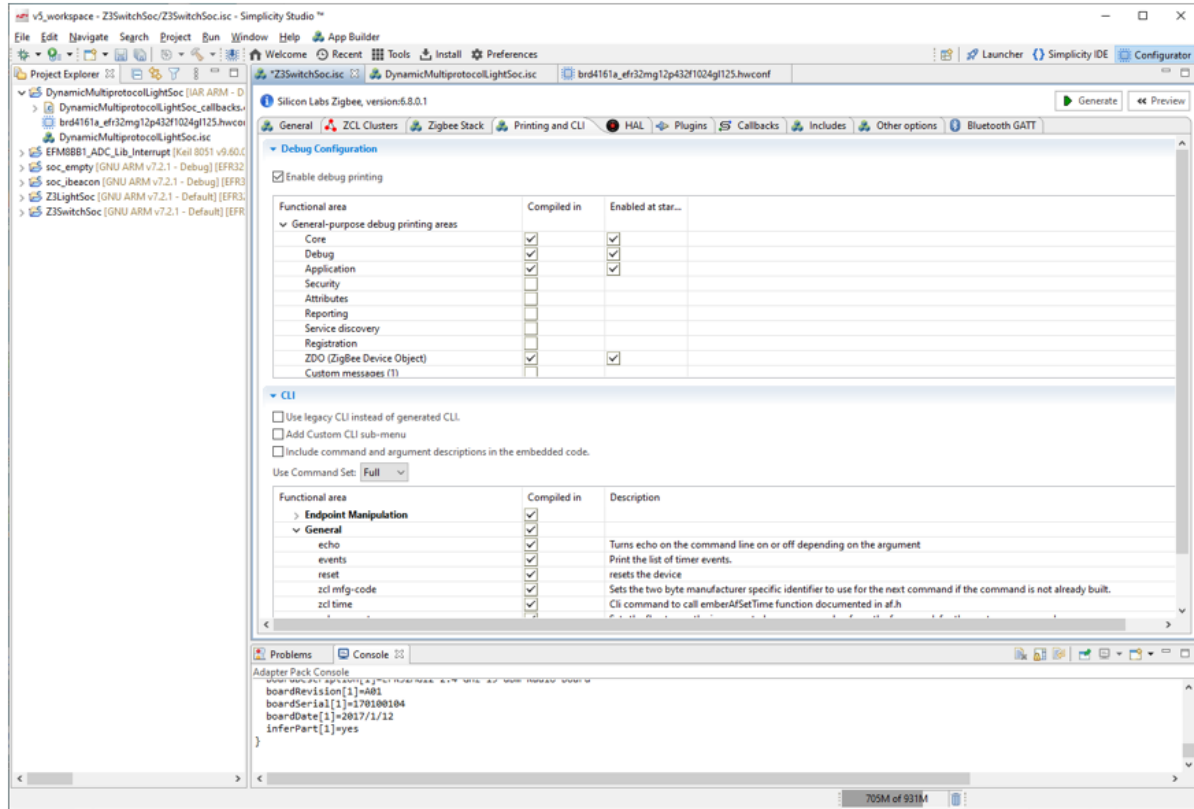 v5_workspace - Z3SwitchSoc/Z3SwitchSoc.isc - Simplicity Studio ™
File Edit Navigate Search Project Run Window Help App Builder
Welcome Recent Tools Install Preferences Launcher {} Simplicity IDE Configurator
Project Explorer *Z3SwitchSoc.isc DynamicMultiprotocolLightSoc.isc brd4161a_efr32mg12p432f1024gl125.hwconf
DynamicMultiprotocolLightSoc [IAR ARM - D
DynamicMultiprotocolLightSoc_callbacks.
brd4161a_efr32mg12p432f1024gl125.hwcon
DynamicMultiprotocolLightSoc.isc
EFM8BB1_ADC_Lib_Interrupt [Keil 8051 v9.60.0
soc_empty [GNU ARM v7.2.1 - Debug] [EFR32
soc_ibeacon [GNU ARM v7.2.1 - Debug] [EFR3
Z3LightSoc [GNU ARM v7.2.1 - Default] [EFR3
Z3SwitchSoc [GNU ARM v7.2.1 - Default] [EFR
Silicon Labs Zigbee, version:6.8.0.1 Generate Preview
General ZCL Clusters Zigbee Stack Printing and CLI HAL Plugins Callbacks Includes Other options Bluetooth GATT
Debug Configuration
Enable debug printing
Functional area Compiled in Enabled at star...
General-purpose debug printing areas
Core
Debug
Application
Security
Attributes
Reporting
Service discovery
Registration
ZDO (ZigBee Device Object)
Custom messages (1)
CLI
Use legacy CLI instead of generated CLI.
Add Custom CLI sub-menu
Include command and argument descriptions in the embedded code.
Use Command Set: Full
Functional area Compiled in Description
Endpoint Manipulation
General
echo Turns echo on the command line on or off depending on the argument
events Print the list of timer events.
reset resets the device
zcl mfg-code Sets the two byte manufacturer specific identifier to use for the next command if the command is not already built.
zcl time Cli command to call emberAfSetTime function documented in af.h
Problems Console
Adapter Pack Console
boardRevision[1]=A01
boardSerial[1]=170100104
boardDate[1]=2017/1/12
inferPart[1]=yes
}
705M of 931M